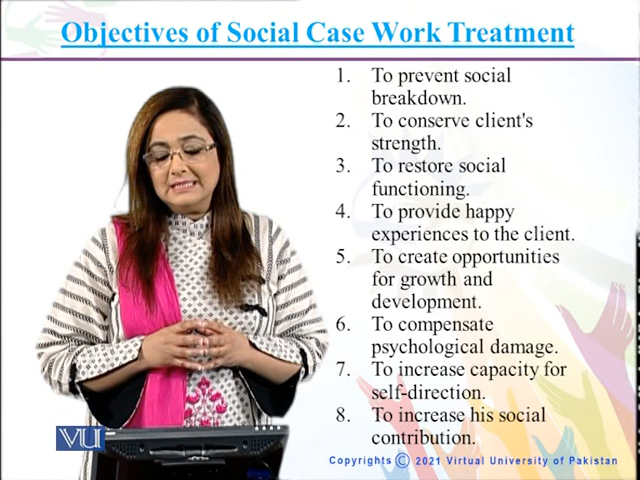 Objectives of Social Case Work Treatment
1. To prevent social
breakdown.
2. To conserve client's
strength.
3. To restore social
functioning.
4. To provide happy
experiences to the client.
5. To create opportunities
for growth and
development.
6. To compensate
psychological damage.
7. To increase capacity for
self-direction.
8. To increase his social
contribution.
VU
Copyrights © 2021 Virtual University of Pakistan